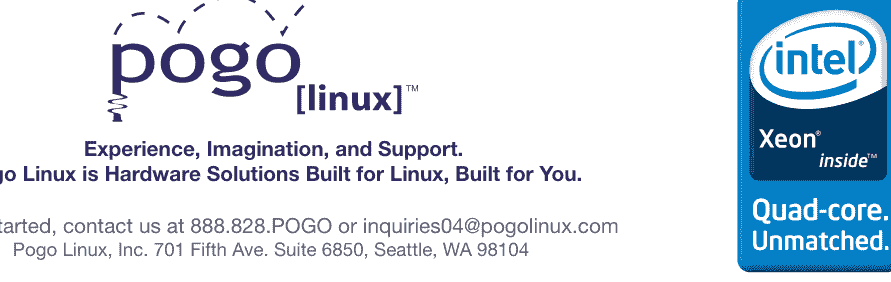 pogo
[linux]™
Experience, Imagination, and Support.
go Linux is Hardware Solutions Built for Linux, Built for You.
tarted, contact us at 888.828.POGO or inquiries04@pogolinux.com
Pogo Linux, Inc. 701 Fifth Ave. Suite 6850, Seattle, WA 98104
intel®
Xeon®
inside™
Quad-core.
Unmatched.